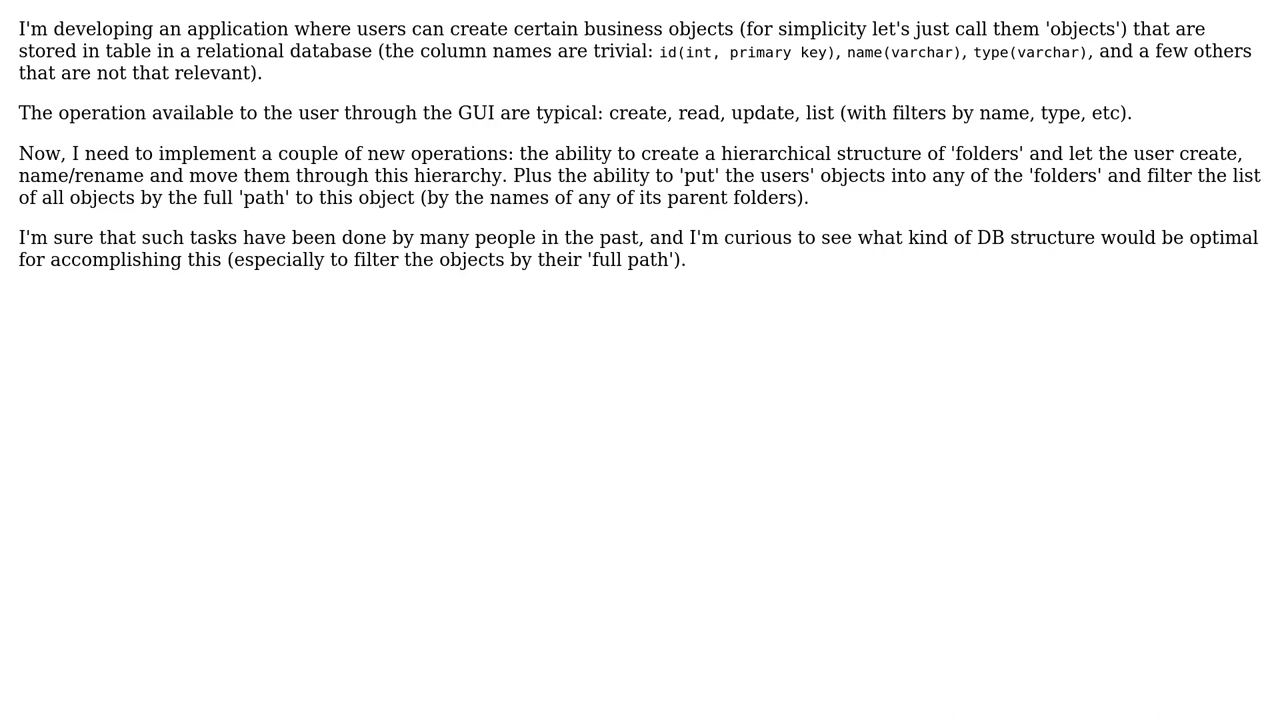 I'm developing an application where users can create certain business objects (for simplicity let's just call them 'objects') that are
stored in table in a relational database (the column names are trivial: id(int, primary key), name(varchar), type(varchar), and a few others
that are not that relevant).
The operation available to the user through the GUI are typical: create, read, update, list (with filters by name, type, etc).
Now, I need to implement a couple of new operations: the ability to create a hierarchical structure of 'folders' and let the user create,
name/rename and move them through this hierarchy. Plus the ability to 'put' the users' objects into any of the 'folders' and filter the list
of all objects by the full 'path' to this object (by the names of any of its parent folders).
I'm sure that such tasks have been done by many people in the past, and I'm curious to see what kind of DB structure would be optimal
for accomplishing this (especially to filter the objects by their 'full path').